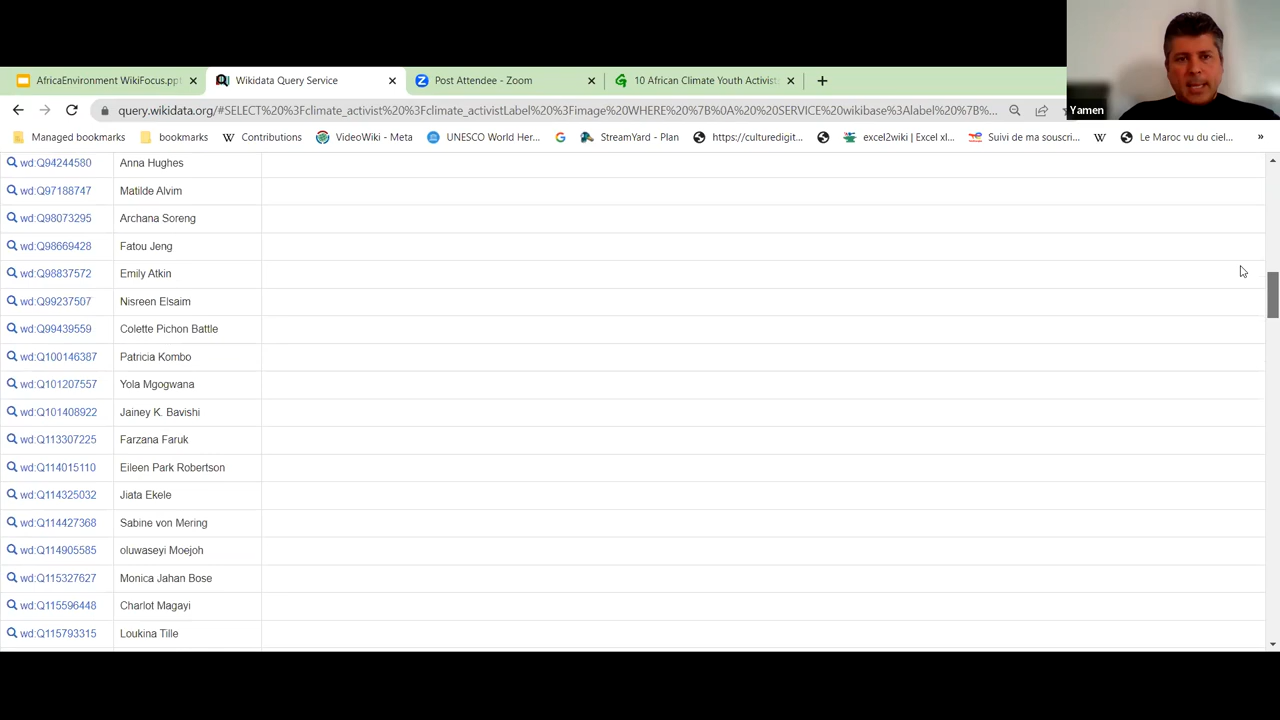 AfricaEnvironment WikiFocus.ppt
Wikidata Query Service
Post Attendee - Zoom
10 African Climate Youth Activist
Yamen
query.wikidata.org/#SELECT%20%3Fclimate_activist%20%3Fclimate_activistLabel%20%3Fimage%20WHERE%20%7B%0A%20%20SERVICE%20wikibase%3Alabel%20%7B%...
Managed bookmarks
bookmarks
Contributions
VideoWiki - Meta
UNESCO World Her...
StreamYard - Plan
https://culturedigit...
excel2wiki | Excel xl...
Suivi de ma souscri...
Le Maroc vu du ciel...
»
wd:Q94244580 Anna Hughes
wd:Q97188747 Matilde Alvim
wd:Q98073295 Archana Soreng
wd:Q98669428 Fatou Jeng
wd:Q98837572 Emily Atkin
wd:Q99237507 Nisreen Elsaim
wd:Q99439559 Colette Pichon Battle
wd:Q100146387 Patricia Kombo
wd:Q101207557 Yola Mgogwana
wd:Q101408922 Jainey K. Bavishi
wd:Q113307225 Farzana Faruk
wd:Q114015110 Eileen Park Robertson
wd:Q114325032 Jiata Ekele
wd:Q114427368 Sabine von Mering
wd:Q114905585 oluwaseyi Moejoh
wd:Q115327627 Monica Jahan Bose
wd:Q115596448 Charlot Magayi
wd:Q115793315 Loukina Tille